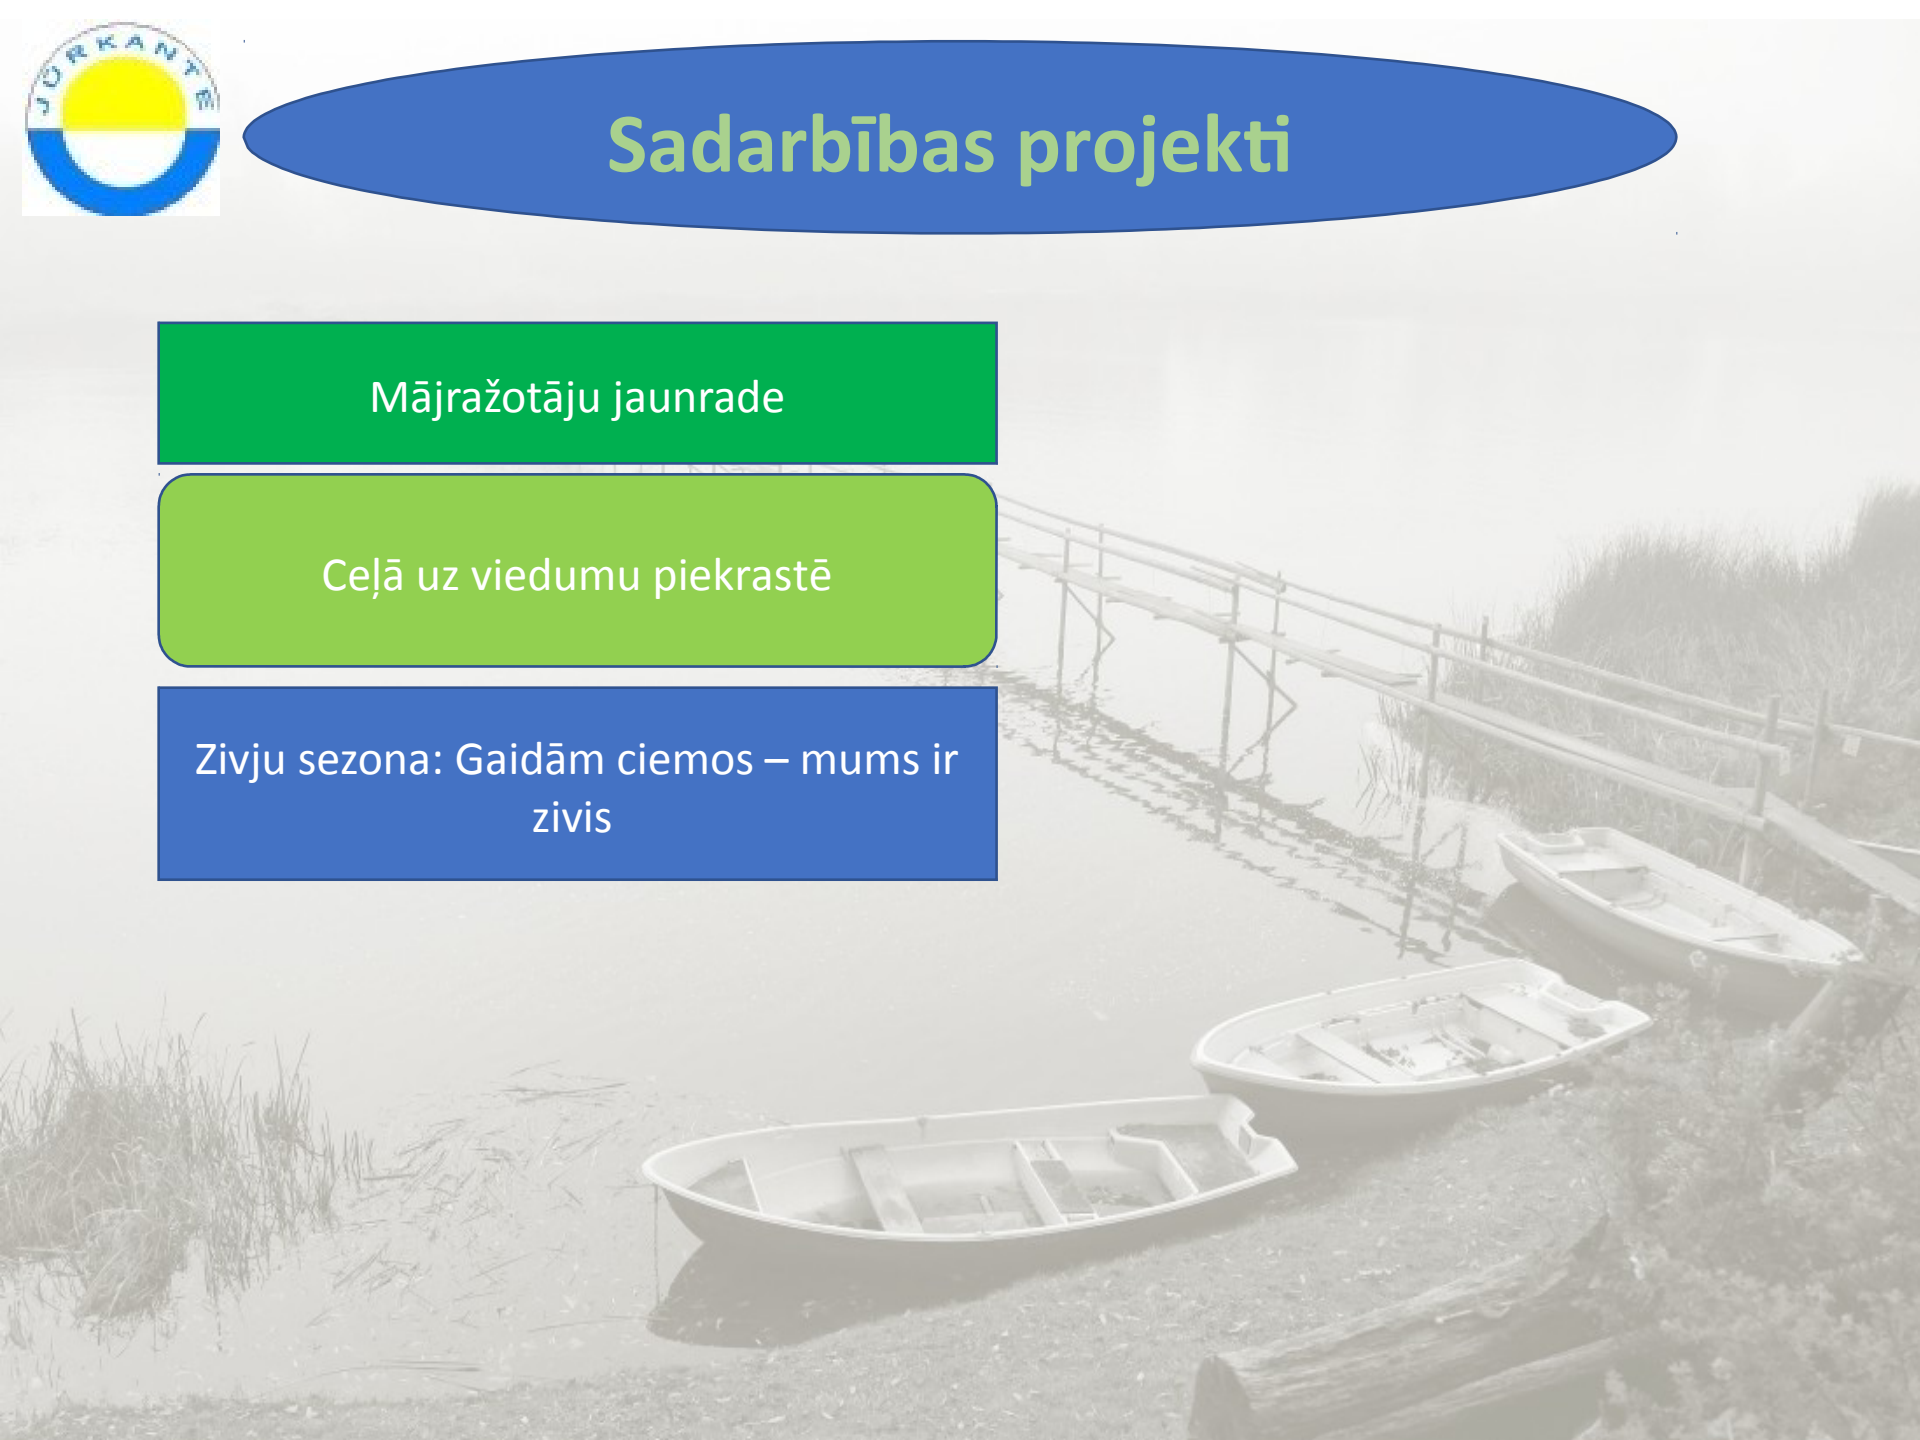 JŪRKANTE
Sadarbības projekti
Mājražotāju jaunrade
Ceļā uz viedumu piekrastē
Zivju sezona: Gaidām ciemos – mums ir
zivis